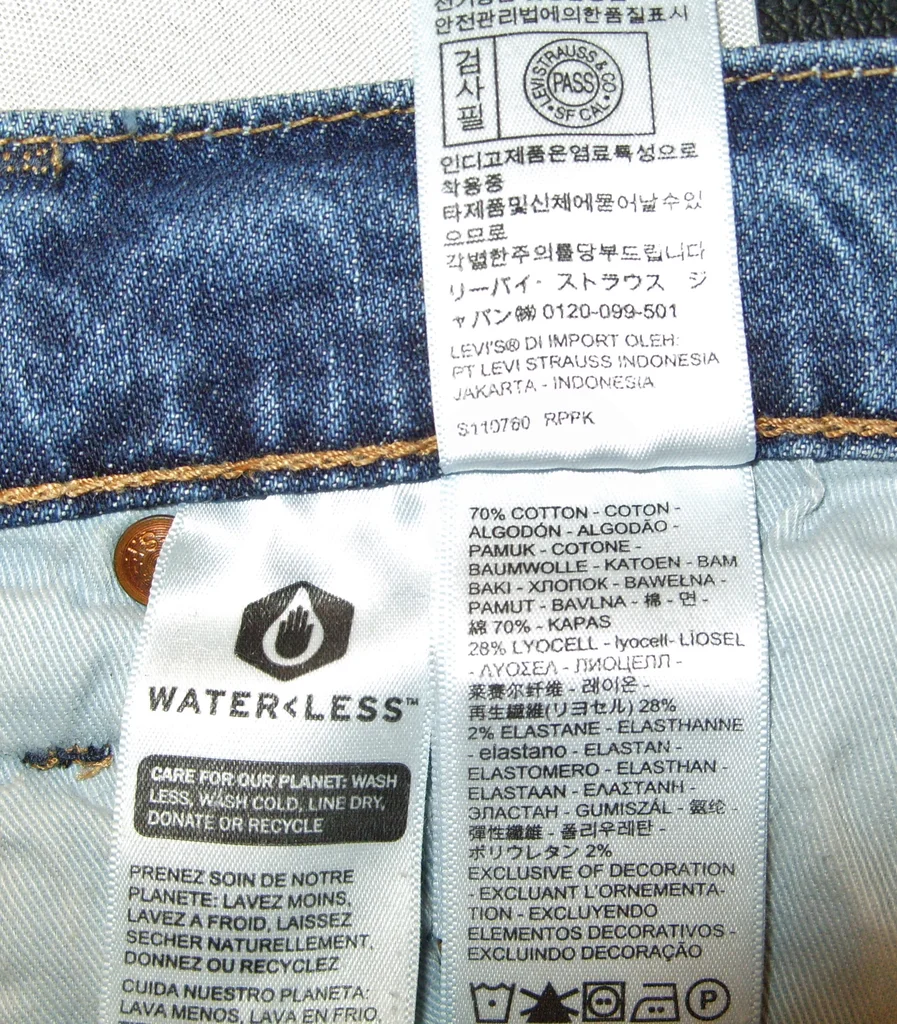 안전관리법에의한품질표시
검사필
LEVI STRAUSS & CO
PASS
SF CAL
인디고제품은염료특성으로
착용중
타제품및신체에묻어날수있
으므로
각별한주의를당부드립니다
リーバイ・ストラウス ジ
ャパン㈱ 0120-099-501
LEVI'S® DI IMPORT OLEH:
PT LEVI STRAUSS INDONESIA
JAKARTA - INDONESIA
S110760 RPPK
WATER<LESS™
CARE FOR OUR PLANET: WASH
LESS, WASH COLD, LINE DRY,
DONATE OR RECYCLE
PRENEZ SOIN DE NOTRE
PLANETE: LAVEZ MOINS,
LAVEZ A FROID, LAISSEZ
SECHER NATURELLEMENT,
DONNEZ OU RECYCLEZ
CUIDA NUESTRO PLANETA:
LAVA MENOS, LAVA EN FRIO,
70% COTTON - COTON -
ALGODÓN - ALGODÃO -
PAMUK - COTONE -
BAUMWOLLE - KATOEN - BAM
BAKI - ХЛОПОК - BAWEŁNA -
PAMUT - BAVLNA - 棉 - 면 -
綿 70% - KAPAS
28% LYOCELL - lyocell- LIOSEL
- ΛΥΟΣΕΛ - ЛИОЦЕЛЛ -
莱赛尔纤维 - 레이온 -
再生繊維(リヨセル) 28%
2% ELASTANE - ELASTHANNE
- elastano - ELASTAN -
ELASTOMERO - ELASTHAN -
ELASTAAN - ΕΛΑΣΤΑΝΗ -
ЭЛАСТАН - GUMISZÁL - 氨纶 -
彈性纖維 - 폴리우레탄 -
ポリウレタン 2%
EXCLUSIVE OF DECORATION
- EXCLUANT L'ORNEMENTA-
TION - EXCLUYENDO
ELEMENTOS DECORATIVOS -
EXCLUINDO DECORAÇÃO
P